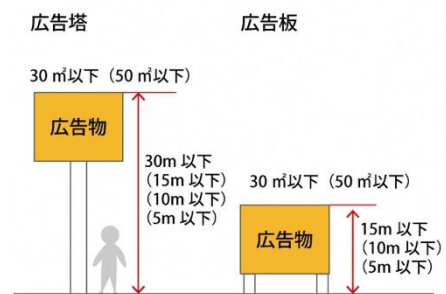 広告塔
30 ㎡以下（50 ㎡以下）
広告物
30m 以下
（15m 以下）
（10m 以下）
（5m 以下）
広告板
30 ㎡以下（50 ㎡以下）
広告物
15m 以下
（10m 以下）
（5m 以下）